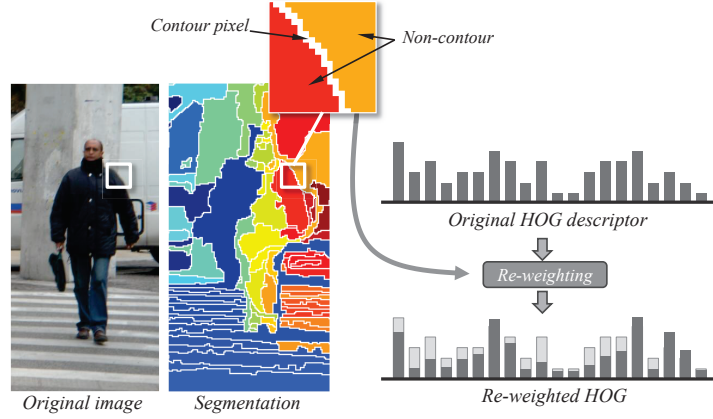 Contour pixel
Non-contour
Original HOG descriptor
Re-weighting
Original image
Segmentation
Re-weighted HOG